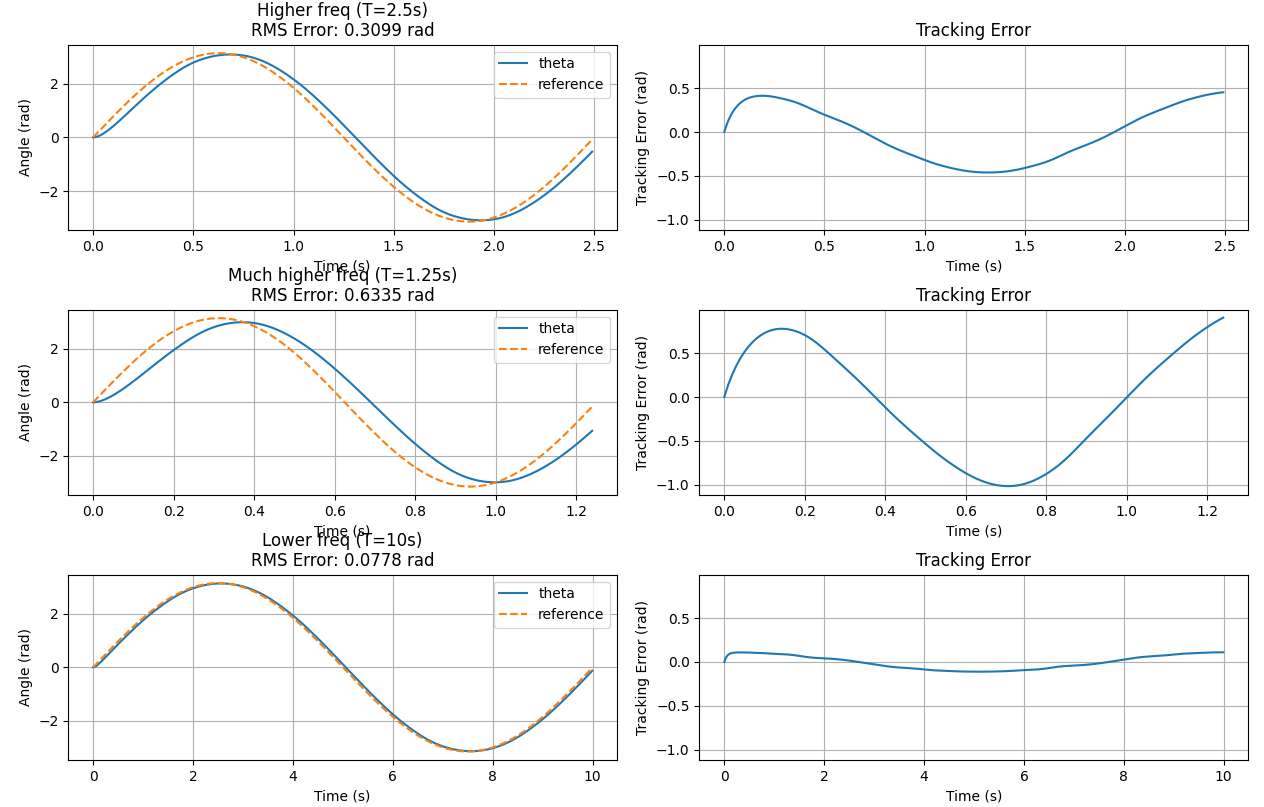 Higher freq (T=2.5s)
RMS Error: 0.3099 rad
Angle (rad)
2
0
−2
theta
reference
0.0 0.5 1.0 1.5 2.0 2.5
Time (s)
Tracking Error
Tracking Error (rad)
0.5
0.0
−0.5
−1.0
0.0 0.5 1.0 1.5 2.0 2.5
Time (s)
Much higher freq (T=1.25s)
RMS Error: 0.6335 rad
Angle (rad)
2
0
−2
theta
reference
0.0 0.2 0.4 0.6 0.8 1.0 1.2
Time (s)
Tracking Error
Tracking Error (rad)
0.5
0.0
−0.5
−1.0
0.0 0.2 0.4 0.6 0.8 1.0 1.2
Time (s)
Lower freq (T=10s)
RMS Error: 0.0778 rad
Angle (rad)
2
0
−2
theta
reference
0 2 4 6 8 10
Time (s)
Tracking Error
Tracking Error (rad)
0.5
0.0
−0.5
−1.0
0 2 4 6 8 10
Time (s)